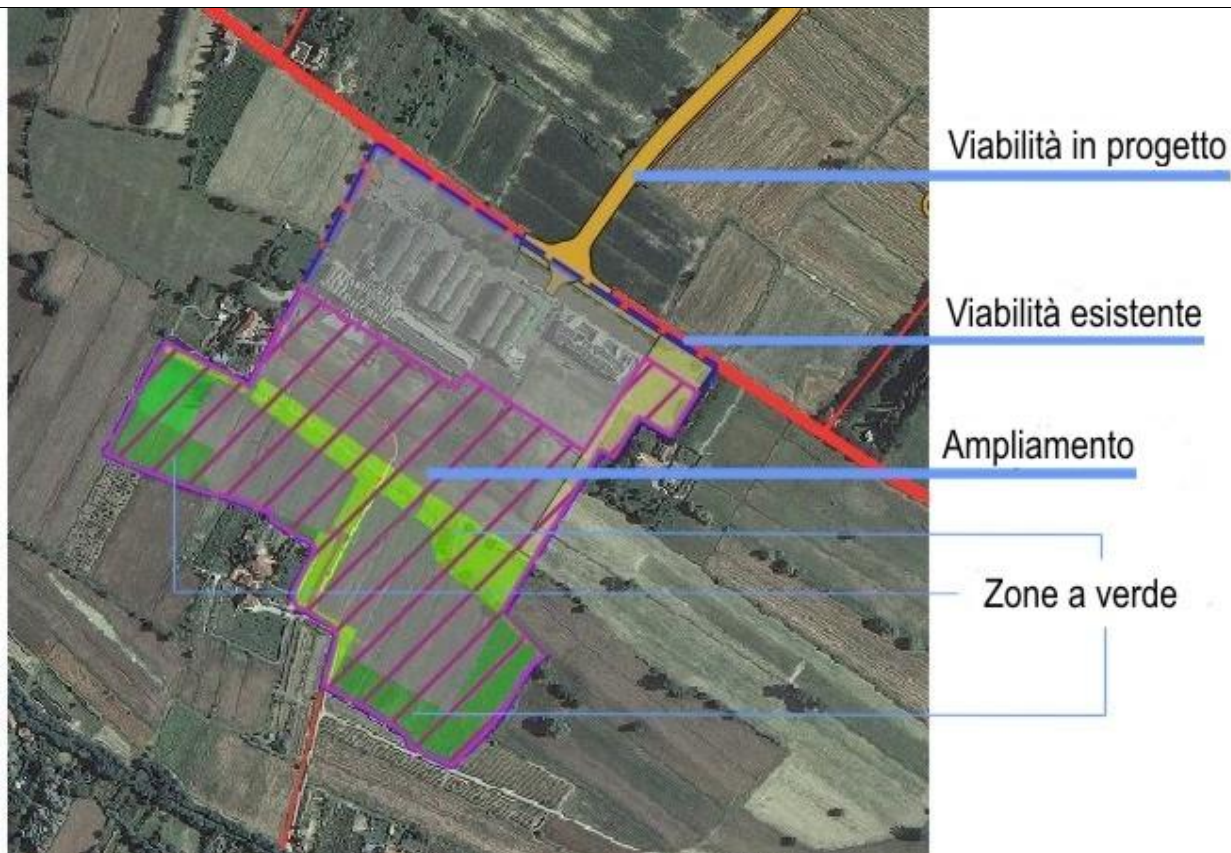 Viabilità in progetto
Viabilità esistente
Ampliamento
Zone a verde